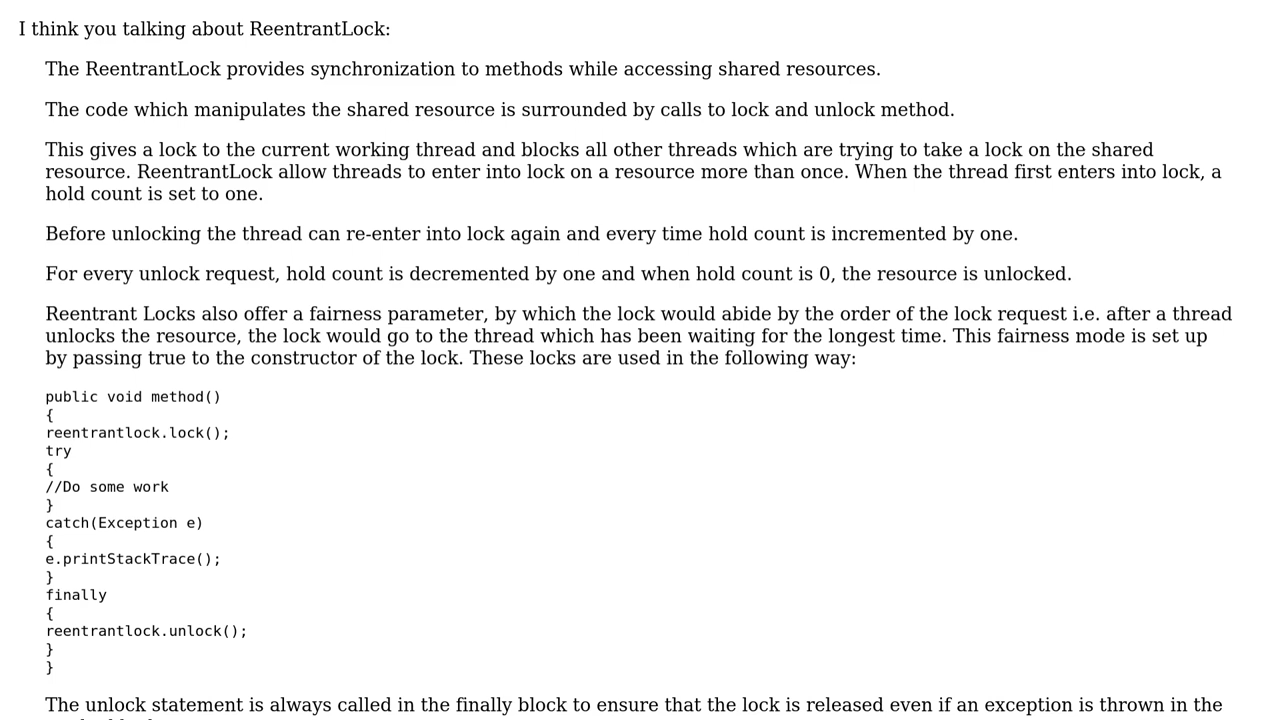 I think you talking about ReentrantLock:
The ReentrantLock provides synchronization to methods while accessing shared resources.
The code which manipulates the shared resource is surrounded by calls to lock and unlock method.
This gives a lock to the current working thread and blocks all other threads which are trying to take a lock on the shared
resource. ReentrantLock allow threads to enter into lock on a resource more than once. When the thread first enters into lock, a
hold count is set to one.
Before unlocking the thread can re-enter into lock again and every time hold count is incremented by one.
For every unlock request, hold count is decremented by one and when hold count is 0, the resource is unlocked.
Reentrant Locks also offer a fairness parameter, by which the lock would abide by the order of the lock request i.e. after a thread
unlocks the resource, the lock would go to the thread which has been waiting for the longest time. This fairness mode is set up
by passing true to the constructor of the lock. These locks are used in the following way:
public void method()
{
reentrantlock.lock();
try
{
//Do some work
}
catch(Exception e)
{
e.printStackTrace();
}
finally
{
reentrantlock.unlock();
}
}
The unlock statement is always called in the finally block to ensure that the lock is released even if an exception is thrown in the